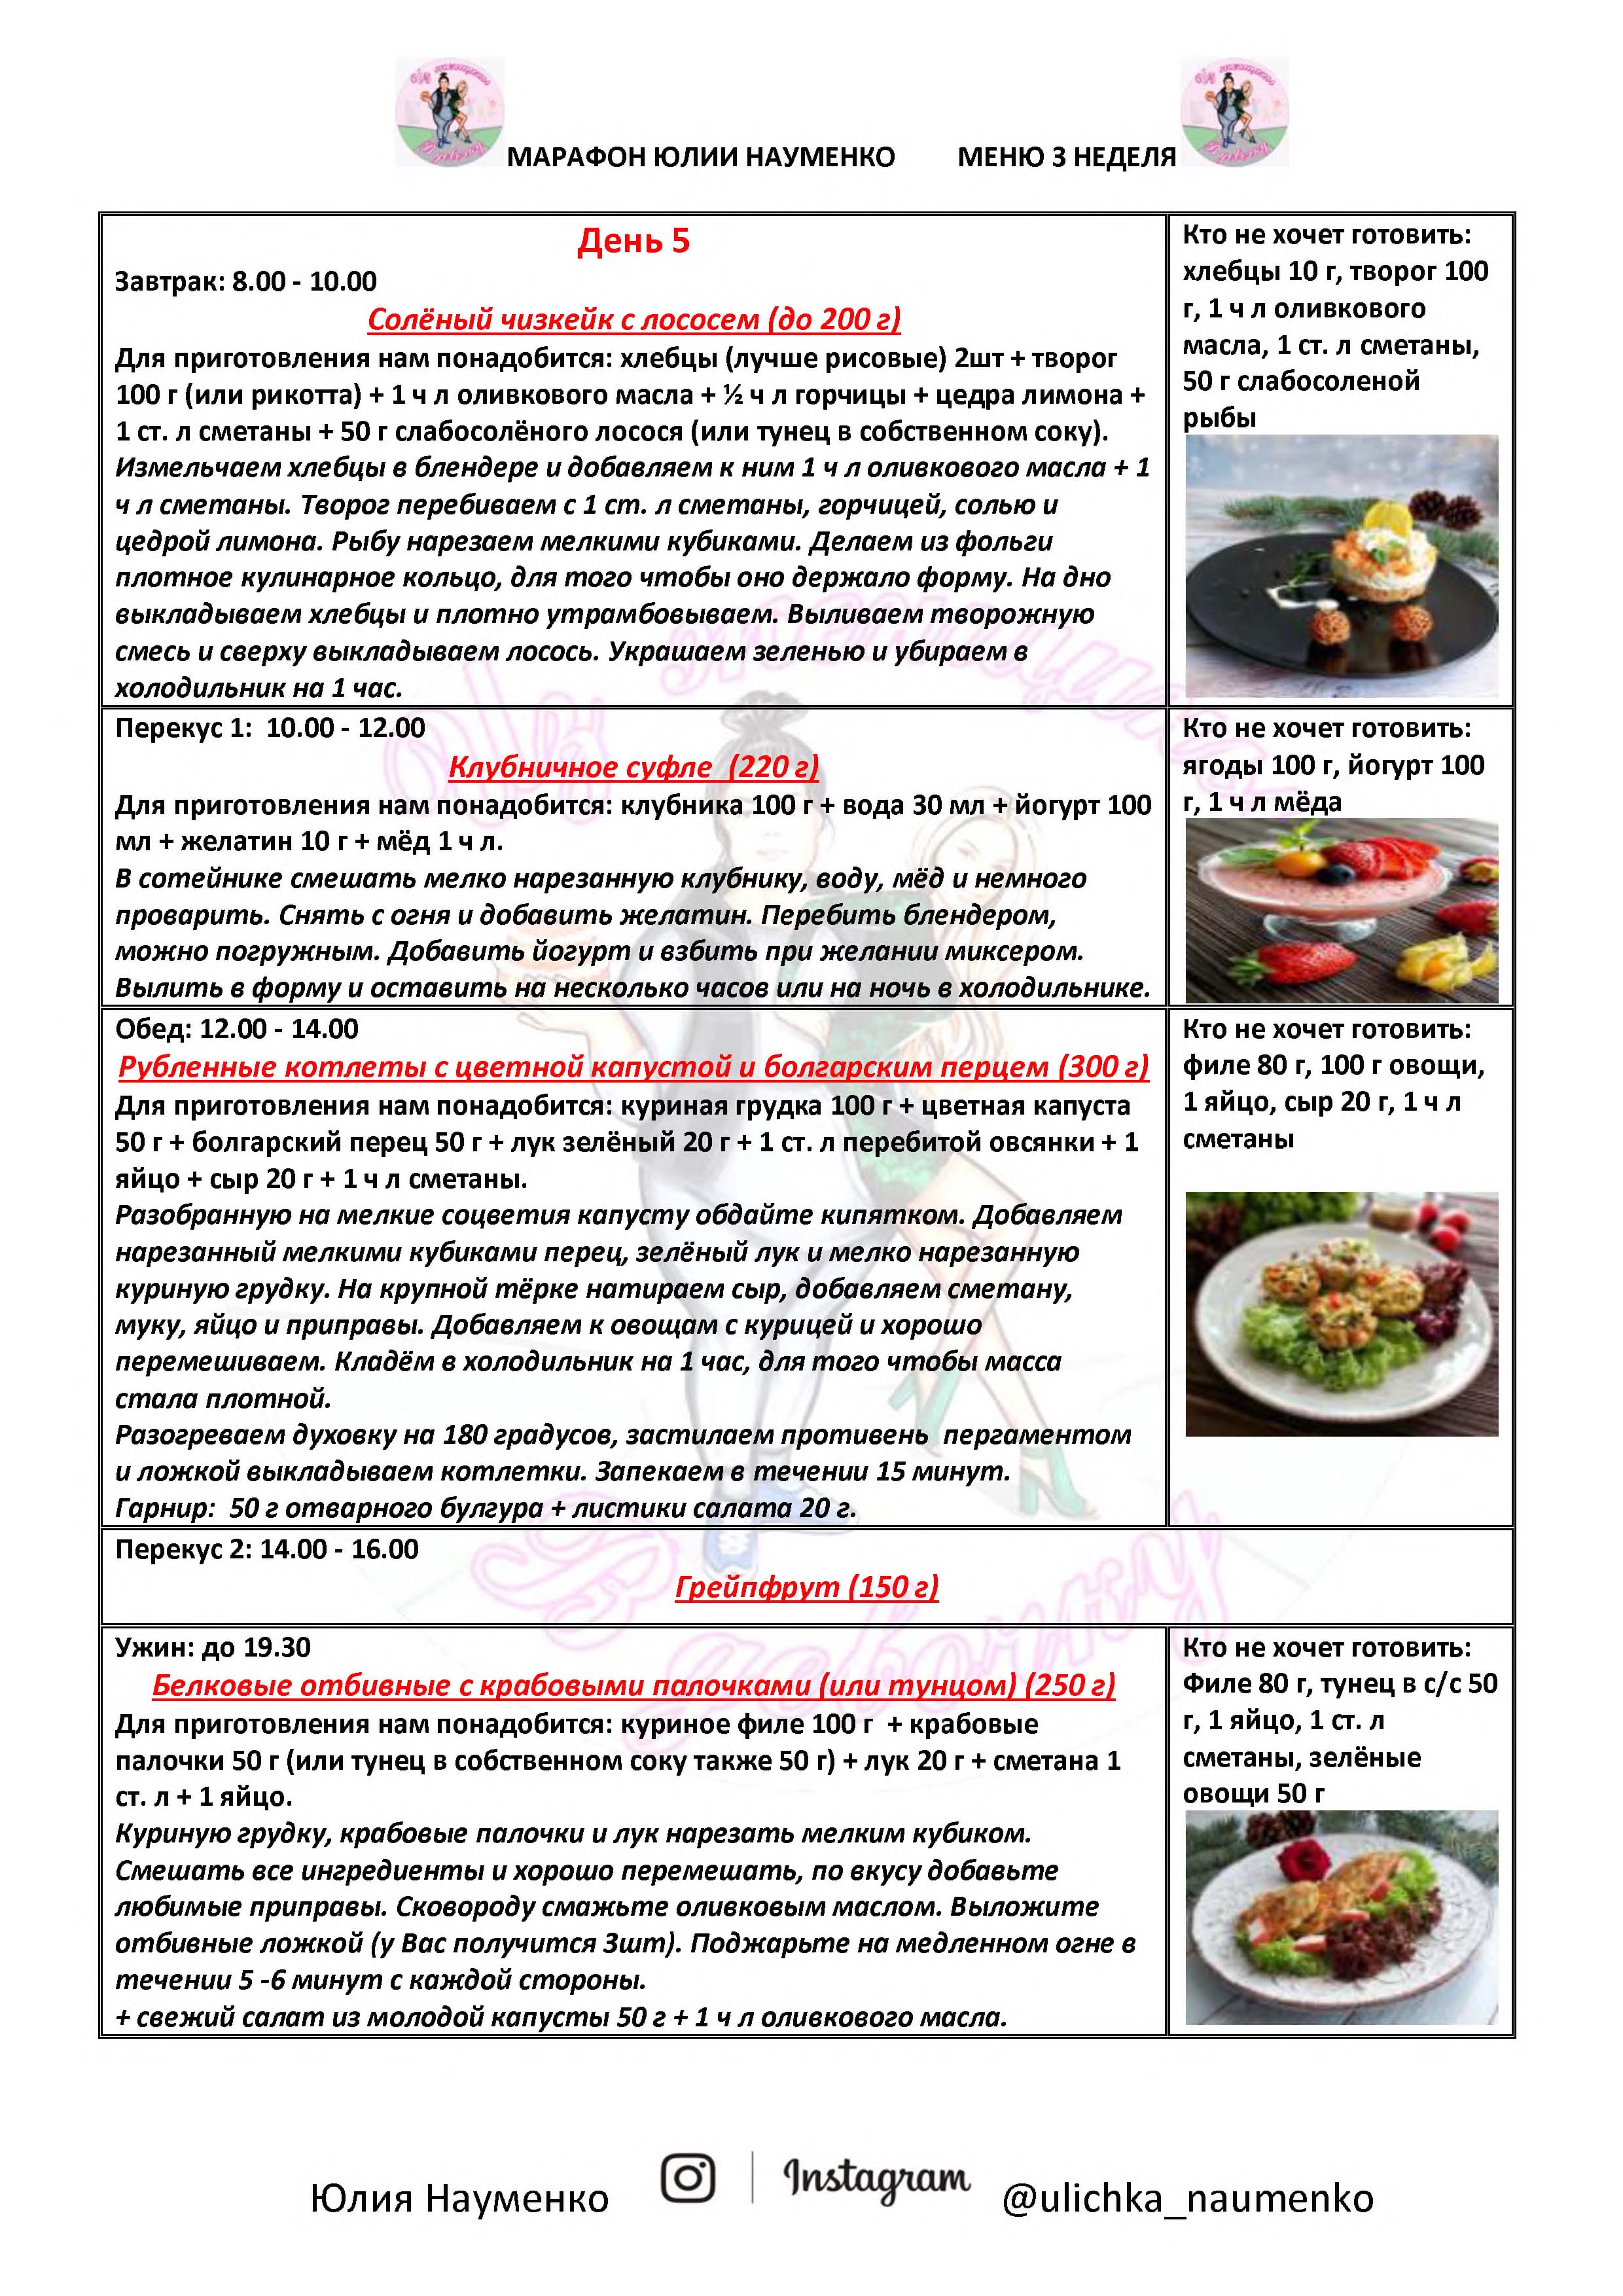 МАРАФОН ЮЛИИ НАУМЕНКО МЕНЮ 3 НЕДЕЛЯ
День 5
Завтрак: 8.00 - 10.00
Солёный чизкейк с лососем (до 200 г)
Для приготовления нам понадобится: хлебцы (лучше рисовые) 2шт + творог
100 г (или рикотта) + 1 ч л оливкового масла + ½ ч л горчицы + цедра лимона +
1 ст. л сметаны + 50 г слабосолёного лосося (или тунец в собственном соку).
Измельчаем хлебцы в блендере и добавляем к ним 1 ч л оливкового масла + 1
ч л сметаны. Творог перебиваем с 1 ст. л сметаны, горчицей, солью и
цедрой лимона. Рыбу нарезаем мелкими кубиками. Делаем из фольги
плотное кулинарное кольцо, для того чтобы оно держало форму. На дно
выкладываем хлебцы и плотно утрамбовываем. Выливаем творожную
смесь и сверху выкладываем лосось. Украшаем зеленью и убираем в
холодильник на 1 час.
Кто не хочет готовить:
хлебцы 10 г, творог 100
г, 1 ч л оливкового
масла, 1 ст. л сметаны,
50 г слабосоленой
рыбы
Перекус 1: 10.00 - 12.00
Клубничное суфле (220 г)
Для приготовления нам понадобится: клубника 100 г + вода 30 мл + йогурт 100
мл + желатин 10 г + мёд 1 ч л.
В сотейнике смешать мелко нарезанную клубнику, воду, мёд и немного
проварить. Снять с огня и добавить желатин. Перебить блендером,
можно погружным. Добавить йогурт и взбить при желании миксером.
Вылить в форму и оставить на несколько часов или на ночь в холодильнике.
Кто не хочет готовить:
ягоды 100 г, йогурт 100
г, 1 ч л мёда
Обед: 12.00 - 14.00
Рубленные котлеты с цветной капустой и болгарским перцем (300 г)
Для приготовления нам понадобится: куриная грудка 100 г + цветная капуста
50 г + болгарский перец 50 г + лук зелёный 20 г + 1 ст. л перебитой овсянки + 1
яйцо + сыр 20 г + 1 ч л сметаны.
Разобранную на мелкие соцветия капусту обдайте кипятком. Добавляем
нарезанный мелкими кубиками перец, зелёный лук и мелко нарезанную
куриную грудку. На крупной тёрке натираем сыр, добавляем сметану,
муку, яйцо и приправы. Добавляем к овощам с курицей и хорошо
перемешиваем. Кладём в холодильник на 1 час, для того чтобы масса
стала плотной.
Разогреваем духовку на 180 градусов, застилаем противень пергаментом
и ложкой выкладываем котлетки. Запекаем в течении 15 минут.
Гарнир: 50 г отварного булгура + листики салата 20 г.
Кто не хочет готовить:
филе 80 г, 100 г овощи,
1 яйцо, сыр 20 г, 1 ч л
сметаны
Перекус 2: 14.00 - 16.00
Грейпфрут (150 г)
Ужин: до 19.30
Белковые отбивные с крабовыми палочками (или тунцом) (250 г)
Для приготовления нам понадобится: куриное филе 100 г + крабовые
палочки 50 г (или тунец в собственном соку также 50 г) + лук 20 г + сметана 1
ст. л + 1 яйцо.
Куриную грудку, крабовые палочки и лук нарезать мелким кубиком.
Смешать все ингредиенты и хорошо перемешать, по вкусу добавьте
любимые приправы. Сковороду смажьте оливковым маслом. Выложите
отбивные ложкой (у Вас получится 3шт). Поджарьте на медленном огне в
течении 5 -6 минут с каждой стороны.
+ свежий салат из молодой капусты 50 г + 1 ч л оливкового масла.
Кто не хочет готовить:
Филе 80 г, тунец в с/с 50
г, 1 яйцо, 1 ст. л
сметаны, зелёные
овощи 50 г
Юлия Науменко Instagram @ulichka_naumenko